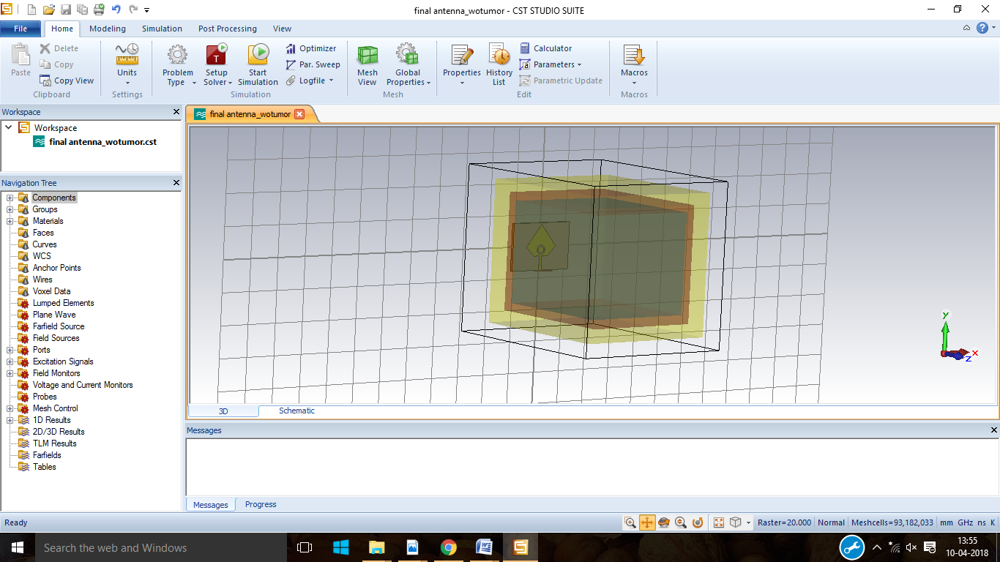 final antenna_wotumor - CST STUDIO SUITE
File Home Modeling Simulation Post Processing View
Paste
Delete
Copy
Copy View
Clipboard
Units
Settings
Problem Type
Setup Solver
Start Simulation
Optimizer
Par. Sweep
Logfile
Simulation
Mesh View
Global Properties
Mesh
Properties
History List
Calculator
Parameters
Parametric Update
Edit
Macros
Macros
Workspace
Workspace
final antenna_wotumor.cst
Navigation Tree
Components
Groups
Materials
Faces
Curves
WCS
Anchor Points
Wires
Voxel Data
Lumped Elements
Plane Wave
Farfield Source
Field Sources
Ports
Excitation Signals
Field Monitors
Voltage and Current Monitors
Probes
Mesh Control
1D Results
2D/3D Results
TLM Results
Farfields
Tables
final antenna_wotumor
y
x
z
3D Schematic
Messages
Messages Progress
Ready
Raster=20.000 Normal Meshcells=93,182,033 mm GHz ns K
Search the web and Windows
13:55
10-04-2018